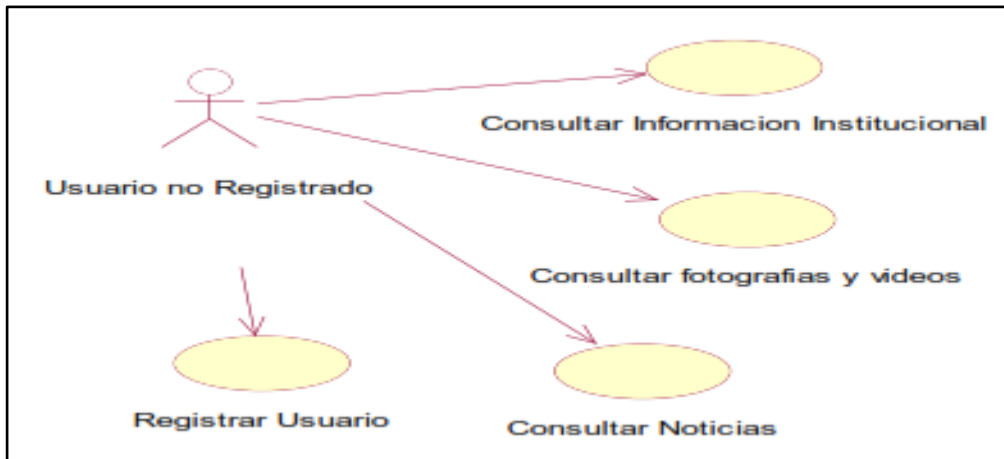 Consultar Informacion Institucional
Usuario no Registrado
Consultar fotografias y videos
Registrar Usuario
Consultar Noticias